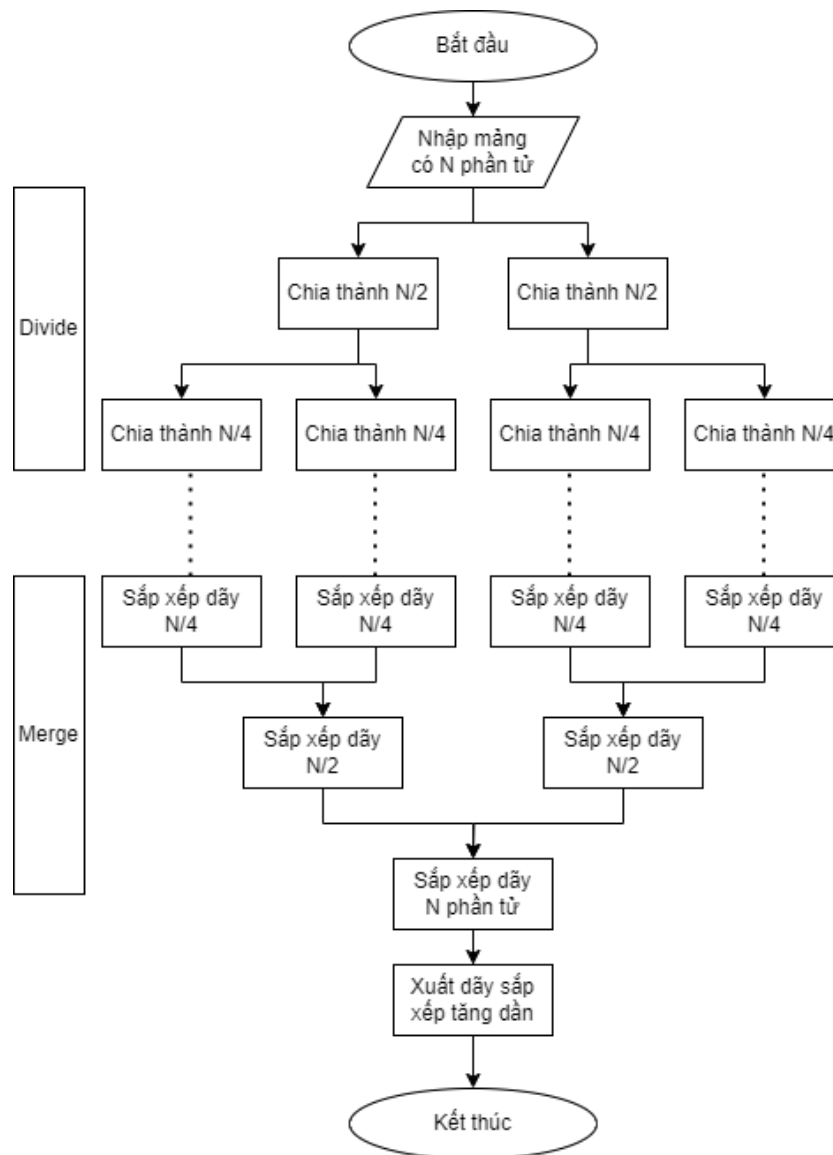 Bắt đầu
Nhập mảng
có N phần tử
Chia thành N/2
Chia thành N/2
Divide
Chia thành N/4
Chia thành N/4
Chia thành N/4
Chia thành N/4
Sắp xếp dãy
N/4
Sắp xếp dãy
N/4
Sắp xếp dãy
N/4
Sắp xếp dãy
N/4
Merge
Sắp xếp dãy
N/2
Sắp xếp dãy
N/2
Sắp xếp dãy
N phần tử
Xuất dãy sắp
xếp tăng dần
Kết thúc